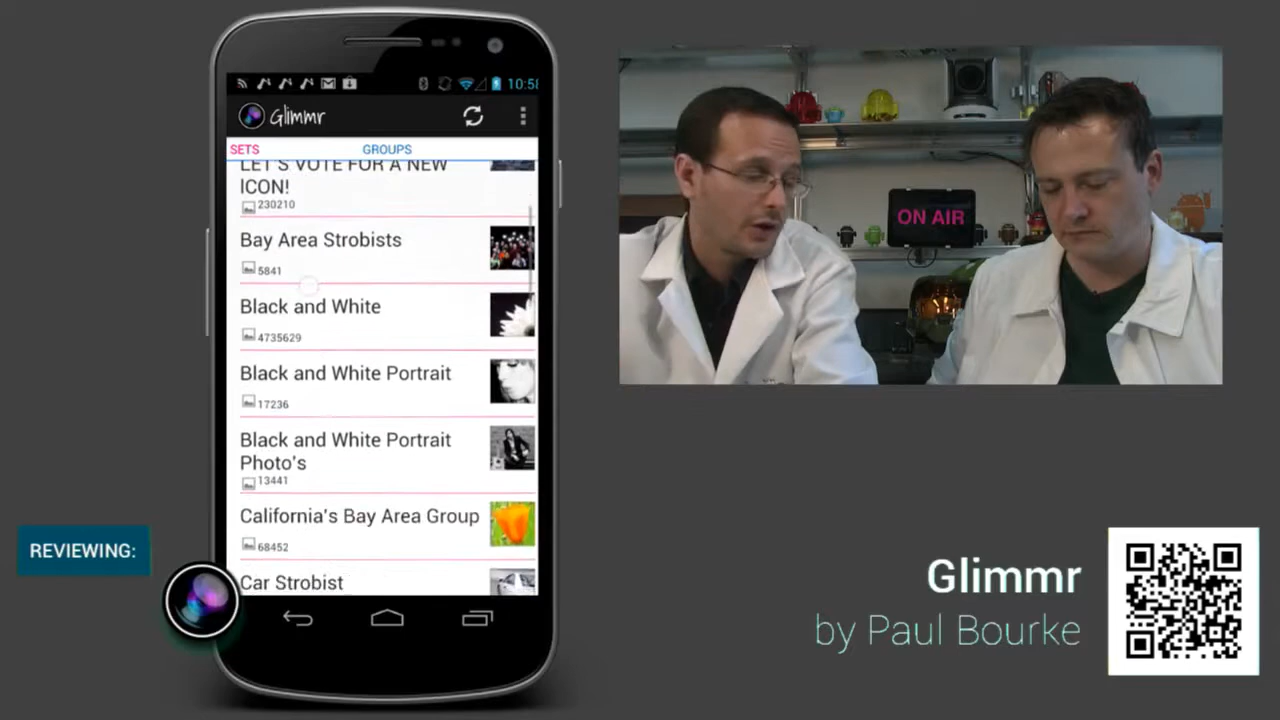 10:58
Glimmr
SETS
GROUPS
LET'S VOTE FOR A NEW
ICON!
230210
Bay Area Strobists
5841
Black and White
4735629
Black and White Portrait
17236
Black and White Portrait
Photo's
13441
California's Bay Area Group
68452
Car Strobist
ON AIR
REVIEWING:
Glimmr
by Paul Bourke